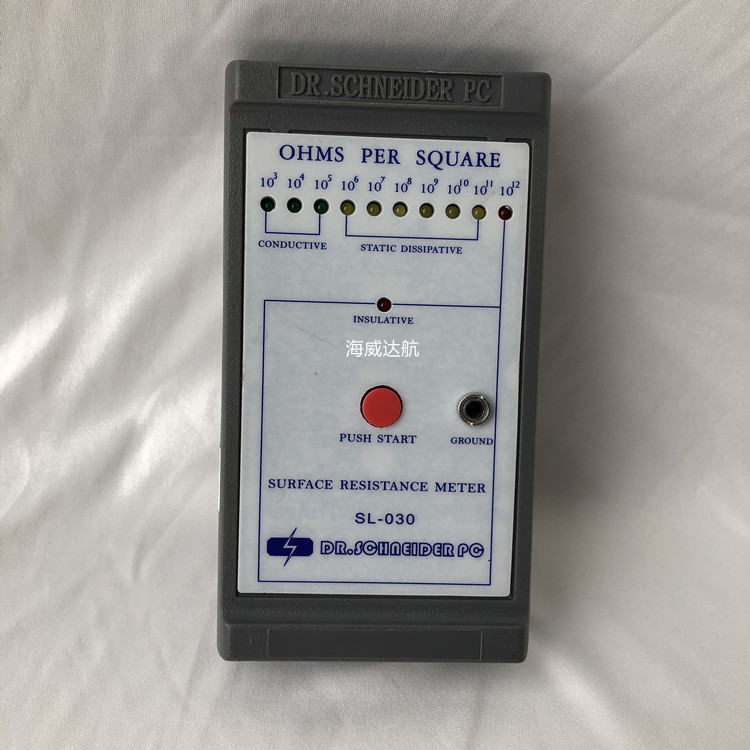 DR.SCHNEIDER PC
OHMS PER SQUARE
10³ 10⁴ 10⁵ 10⁶ 10⁷ 10⁸ 10⁹ 10¹⁰ 10¹¹ 10¹²
CONDUCTIVE STATIC DISSIPATIVE
INSULATIVE
海威达航
PUSH START GROUND
SURFACE RESISTANCE METER
SL-030
DR.SCHNEIDER PC